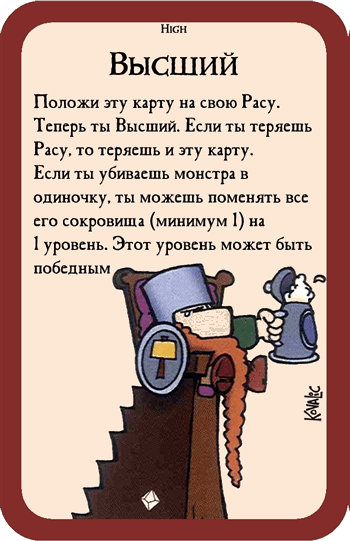 High
Высший
Положи эту карту на свою Расу.
Теперь ты Высший. Если ты теряешь
Расу, то теряешь и эту карту.
Если ты убиваешь монстра в
одиночку, ты можешь поменять все
его сокровища (минимум 1) на
1 уровень. Этот уровень может быть
победным
Kovalic